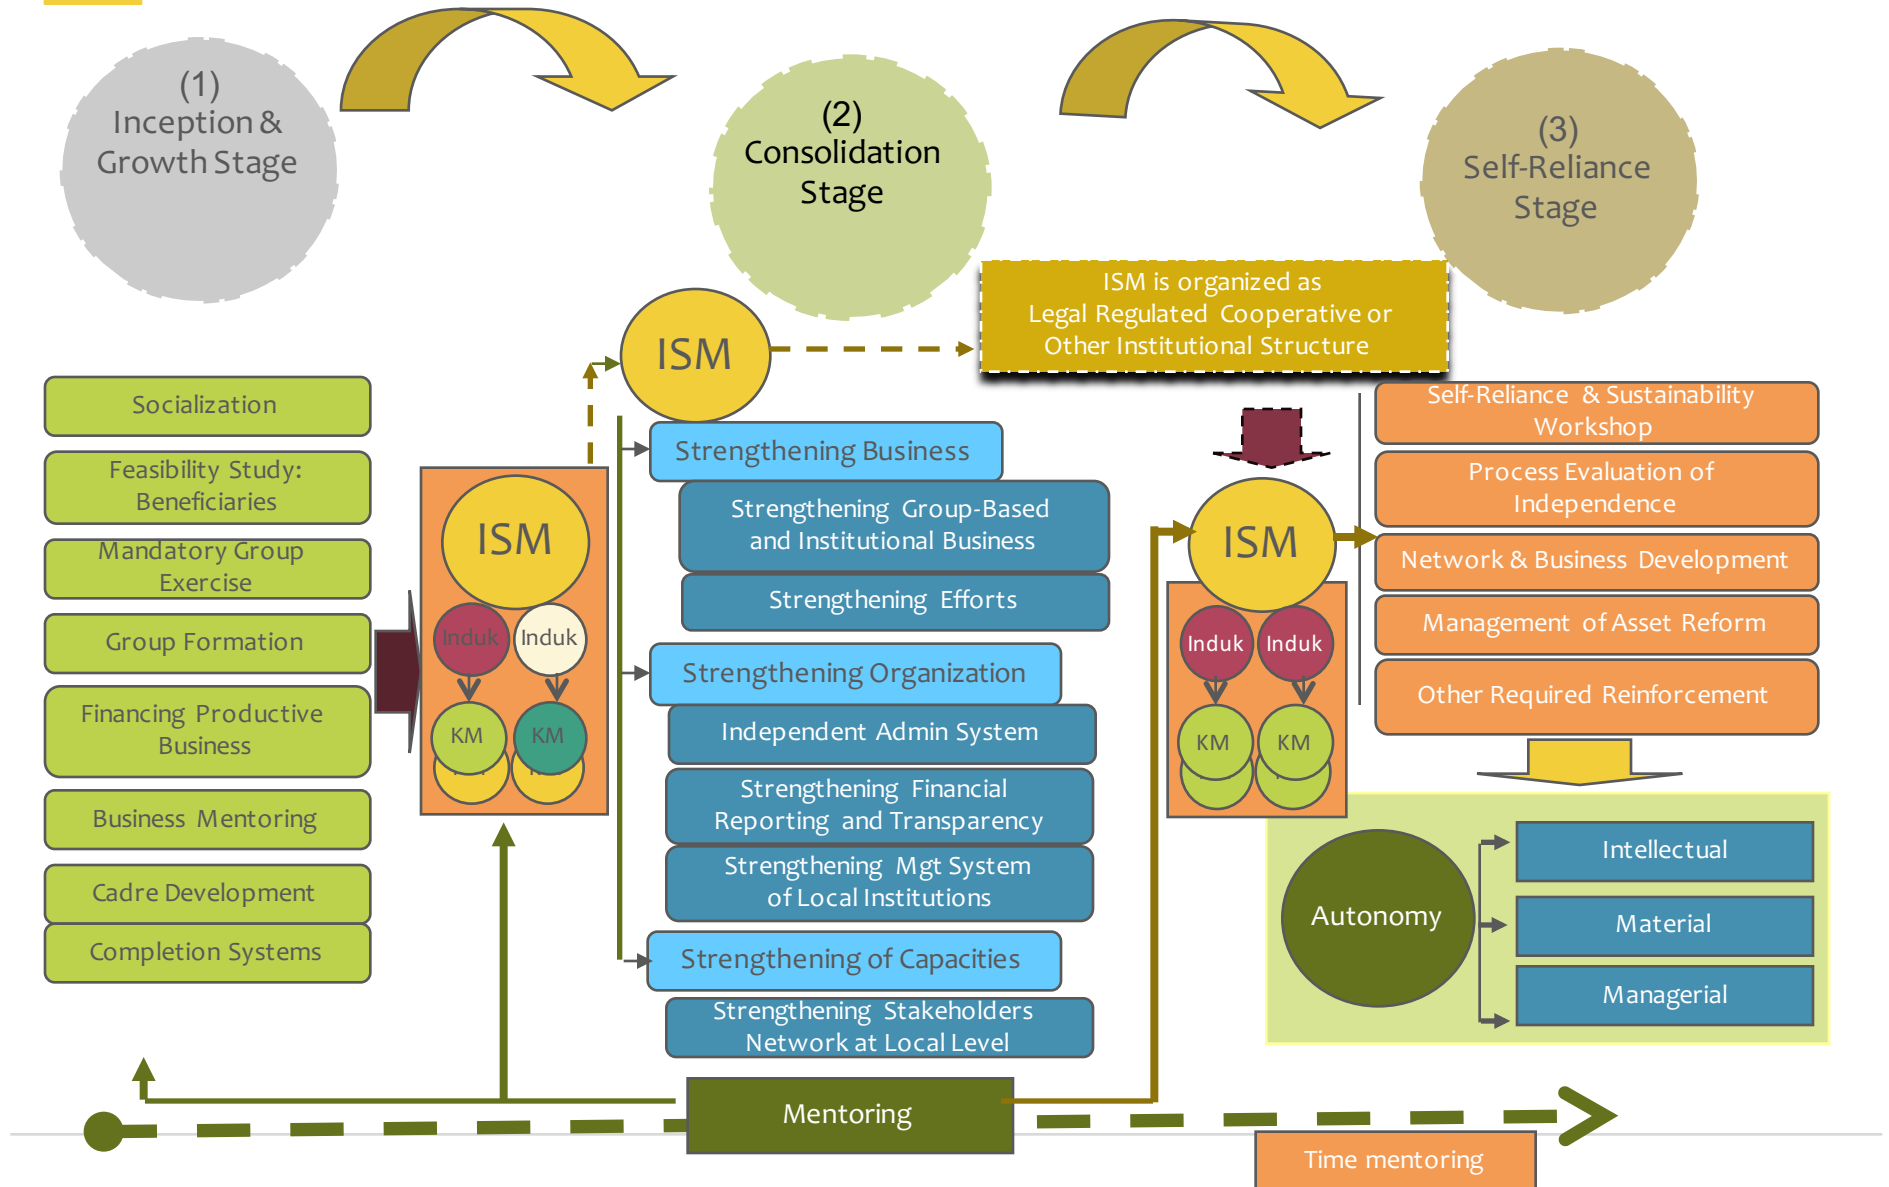 (1)
Inception &
Growth Stage
(2)
Consolidation
Stage
(3)
Self-Reliance
Stage
ISM is organized as
Legal Regulated Cooperative or
Other Institutional Structure
Socialization
Feasibility Study:
Beneficiaries
Mandatory Group
Exercise
Group Formation
Financing Productive
Business
Business Mentoring
Cadre Development
Completion Systems
ISM
Induk
Induk
KM
KM
ISM
Strengthening Business
Strengthening Group-Based
and Institutional Business
Strengthening Efforts
Strengthening Organization
Independent Admin System
Strengthening Financial
Reporting and Transparency
Strengthening Mgt System
of Local Institutions
Strengthening of Capacities
Strengthening Stakeholders
Network at Local Level
ISM
Induk
Induk
KM
KM
Self-Reliance & Sustainability
Workshop
Process Evaluation of
Independence
Network & Business Development
Management of Asset Reform
Other Required Reinforcement
Autonomy
Intellectual
Material
Managerial
Mentoring
Time mentoring